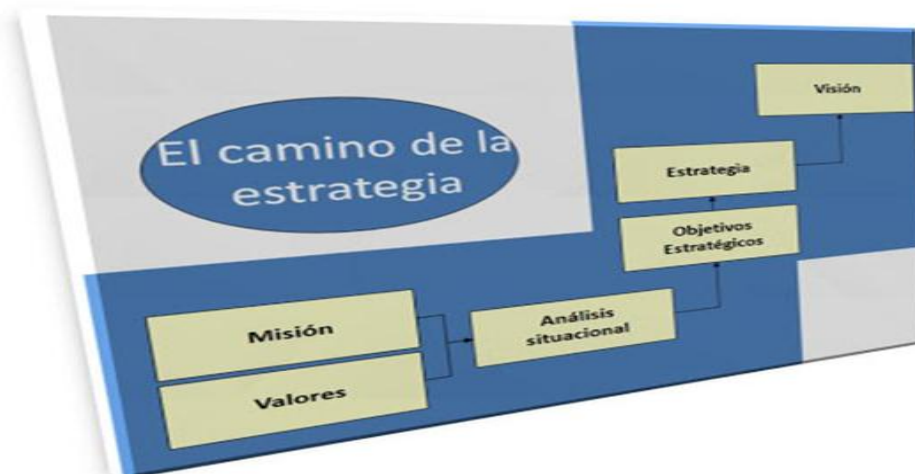 El camino de la
estrategia
Visión
Estrategia
Objetivos
Estratégicos
Análisis
situacional
Misión
Valores